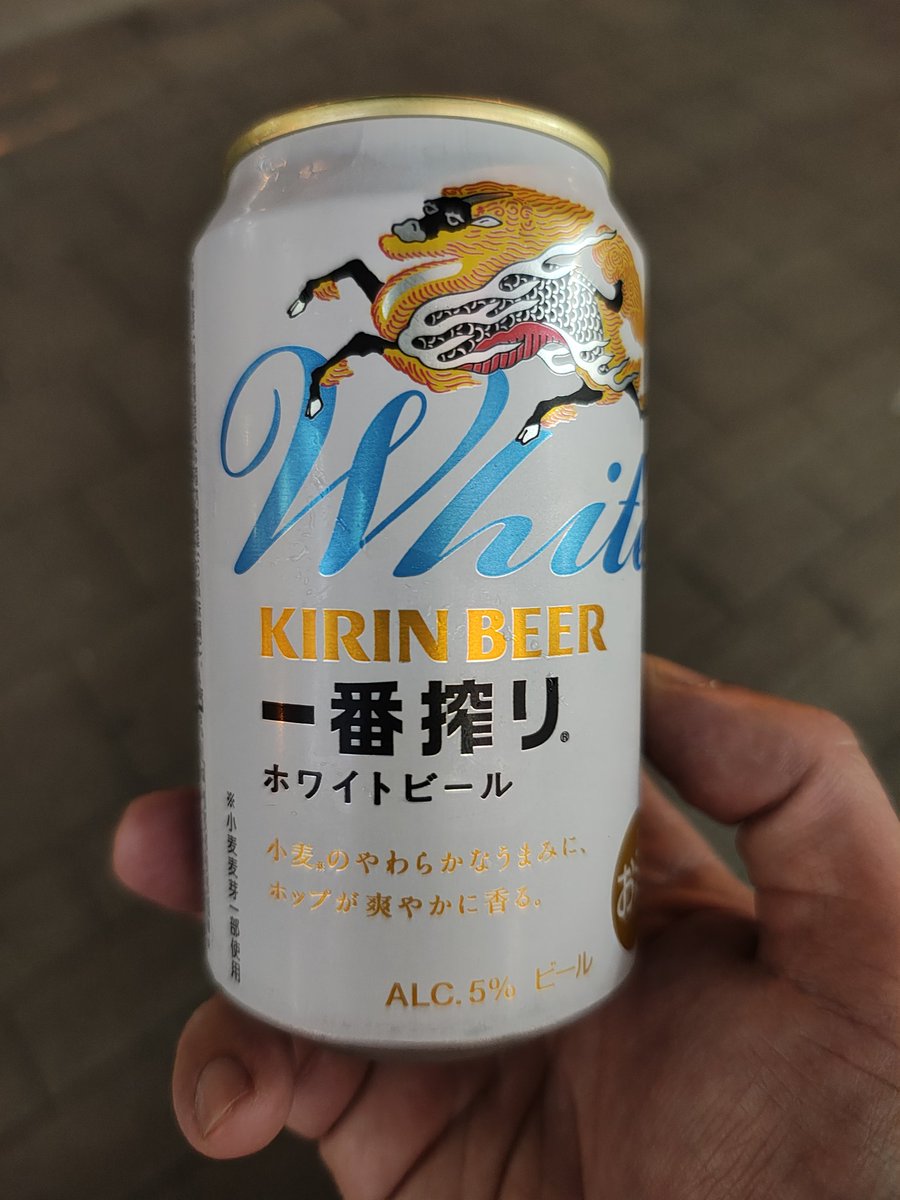 White
KIRIN BEER
一番搾り®
ホワイトビール
小麦※のやわらかなうまみに、
ホップが爽やかに香る。
ALC. 5% ビール
※小麦麦芽一部使用
お